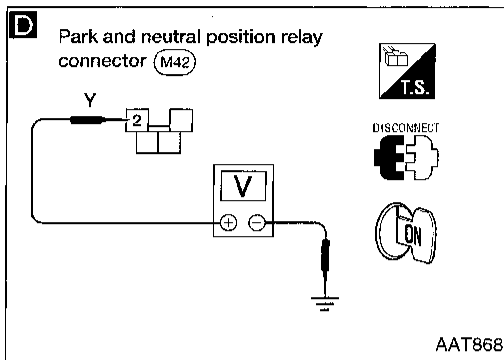 D
Park and neutral position relay
connector M42
T.S.
Y
2
DISCONNECT
V
+ −
ON
AAT868